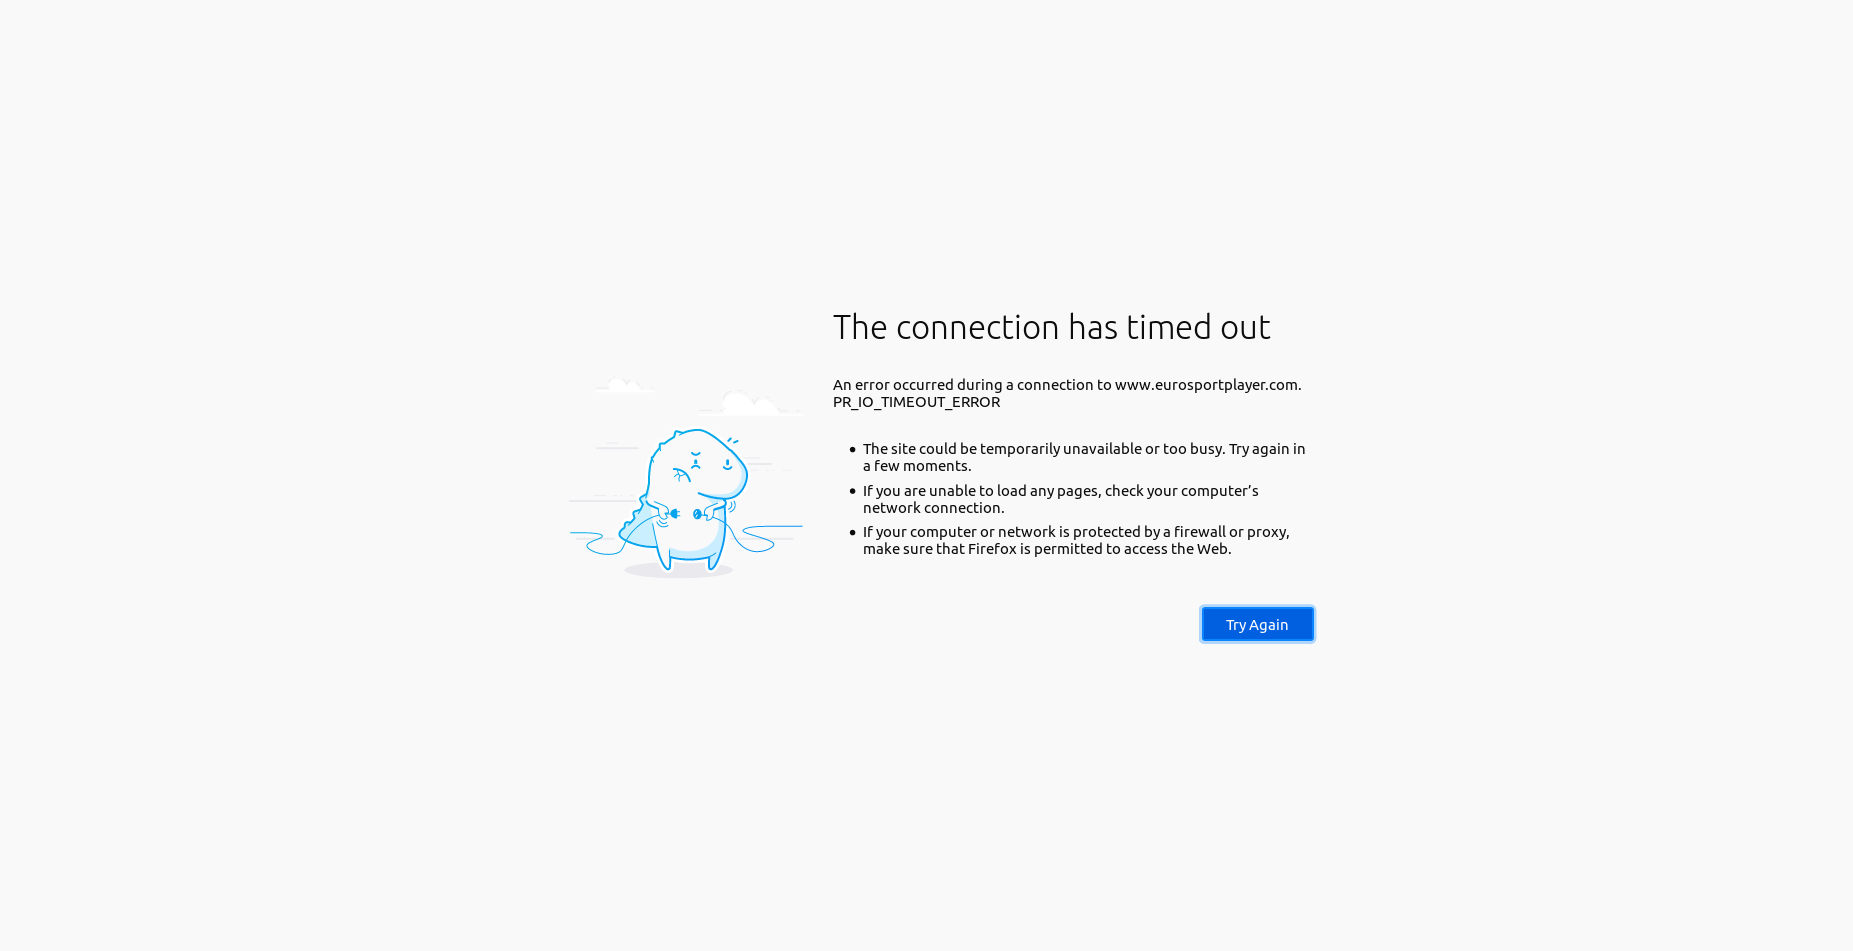 The connection has timed out
An error occurred during a connection to www.eurosportplayer.com.
PR_IO_TIMEOUT_ERROR
The site could be temporarily unavailable or too busy. Try again in
a few moments.
If you are unable to load any pages, check your computer’s
network connection.
If your computer or network is protected by a firewall or proxy,
make sure that Firefox is permitted to access the Web.
Try Again